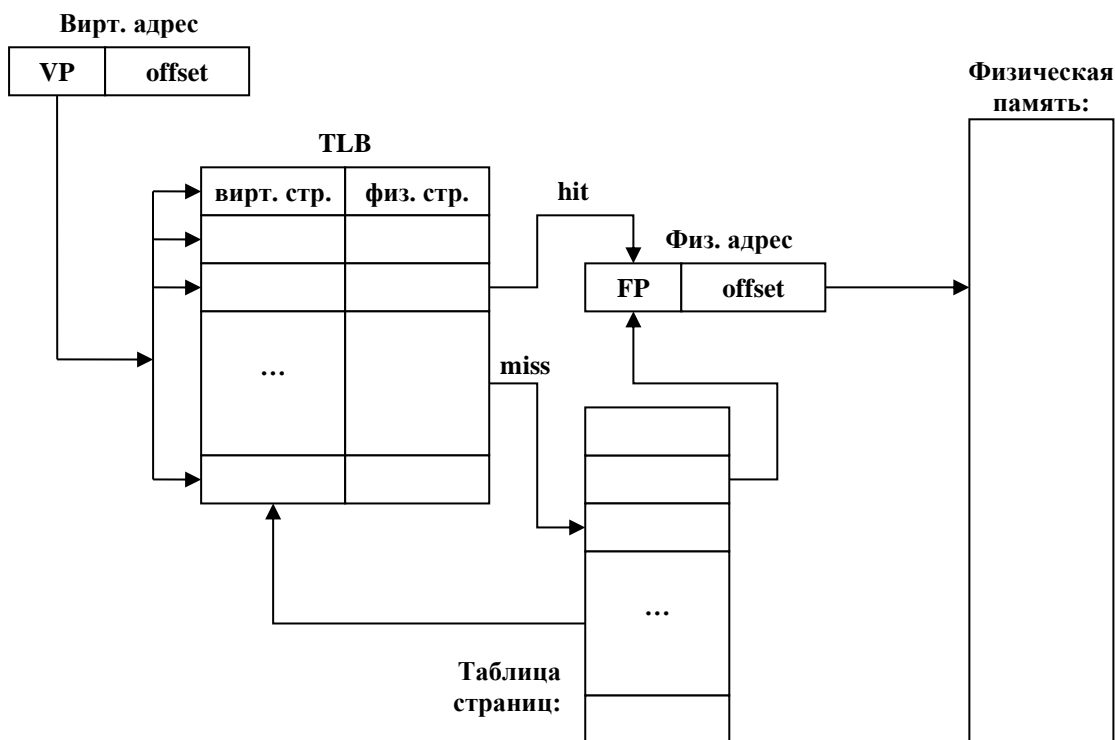 Вирт. адрес
VP offset
Физическая
память:
TLB
вирт. стр. физ. стр.
hit
Физ. адрес
FP offset
miss
…
…
Таблица
страниц: